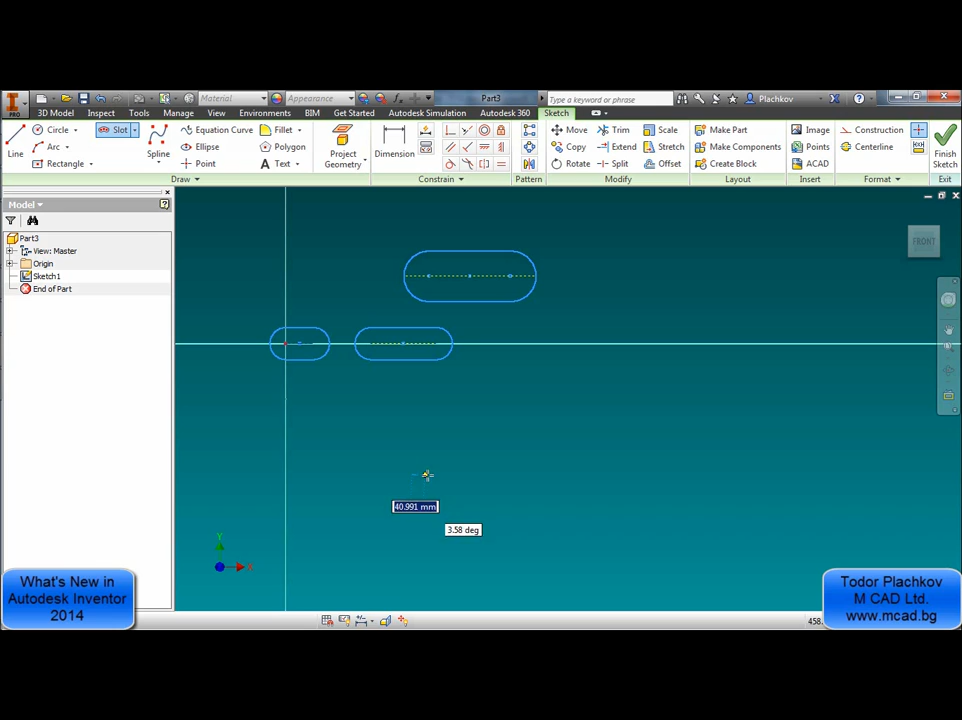 Material
Appearance
Part3
Type a keyword or phrase
Plachkov
PRO
3D Model
Inspect
Tools
Manage
View
Environments
BIM
Get Started
Autodesk Simulation
Autodesk 360
Sketch
Circle
Slot
Equation Curve
Fillet
Move
Trim
Scale
Make Part
Image
Construction
Arc
Ellipse
Polygon
Copy
Extend
Stretch
Make Components
Points
Centerline
Line
Rectangle
Spline
Point
Text
Project Geometry
Dimension
Rotate
Split
Offset
Create Block
ACAD
Finish Sketch
Draw
Constrain
Pattern
Modify
Layout
Insert
Format
Exit
Model
Part3
View: Master
Origin
Sketch1
End of Part
FRONT
40.991 mm
3.58 deg
Y
X
What's New in
Autodesk Inventor
2014
Todor Plachkov
M CAD Ltd.
www.mcad.bg
458.